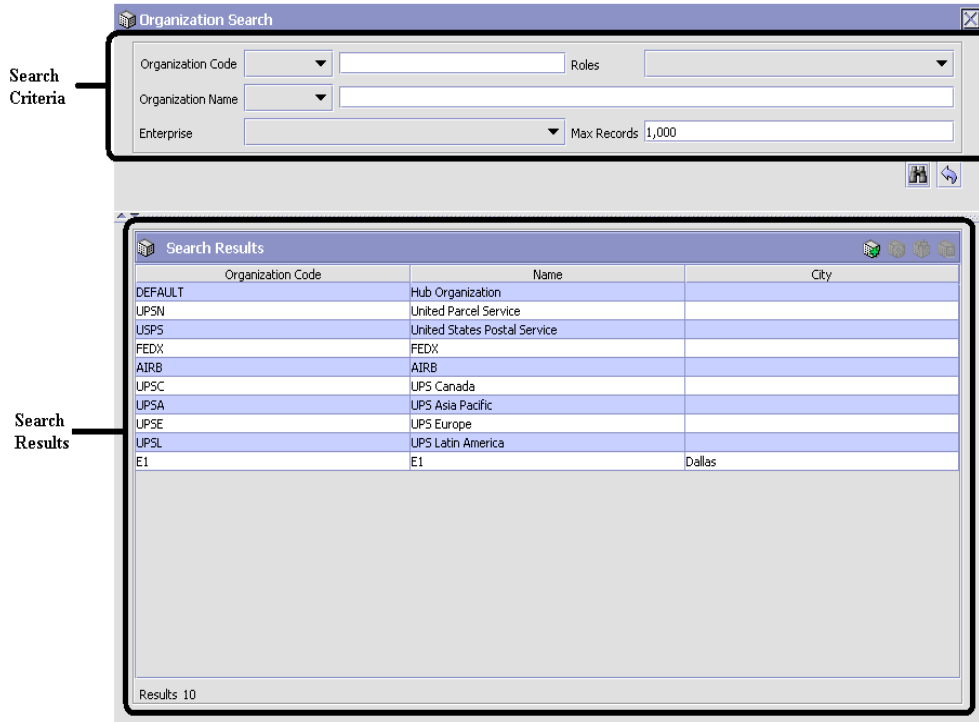 Organization Search
Search
Criteria
Organization Code Roles
Organization Name
Enterprise Max Records 1,000
Search
Results
Search Results
Organization Code Name City
DEFAULT Hub Organization
UPSN United Parcel Service
USPS United States Postal Service
FEDX FEDX
AIRB AIRB
UPSC UPS Canada
UPSA UPS Asia Pacific
UPSE UPS Europe
UPSL UPS Latin America
E1 E1 Dallas
Results 10